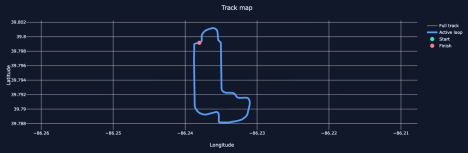 Track map
Full track
Active loop
Start
Finish
39.802
39.8
39.798
39.796
39.794
39.792
39.79
39.788
Latitude
−86.26
−86.25
−86.24
−86.23
−86.22
−86.21
Longitude